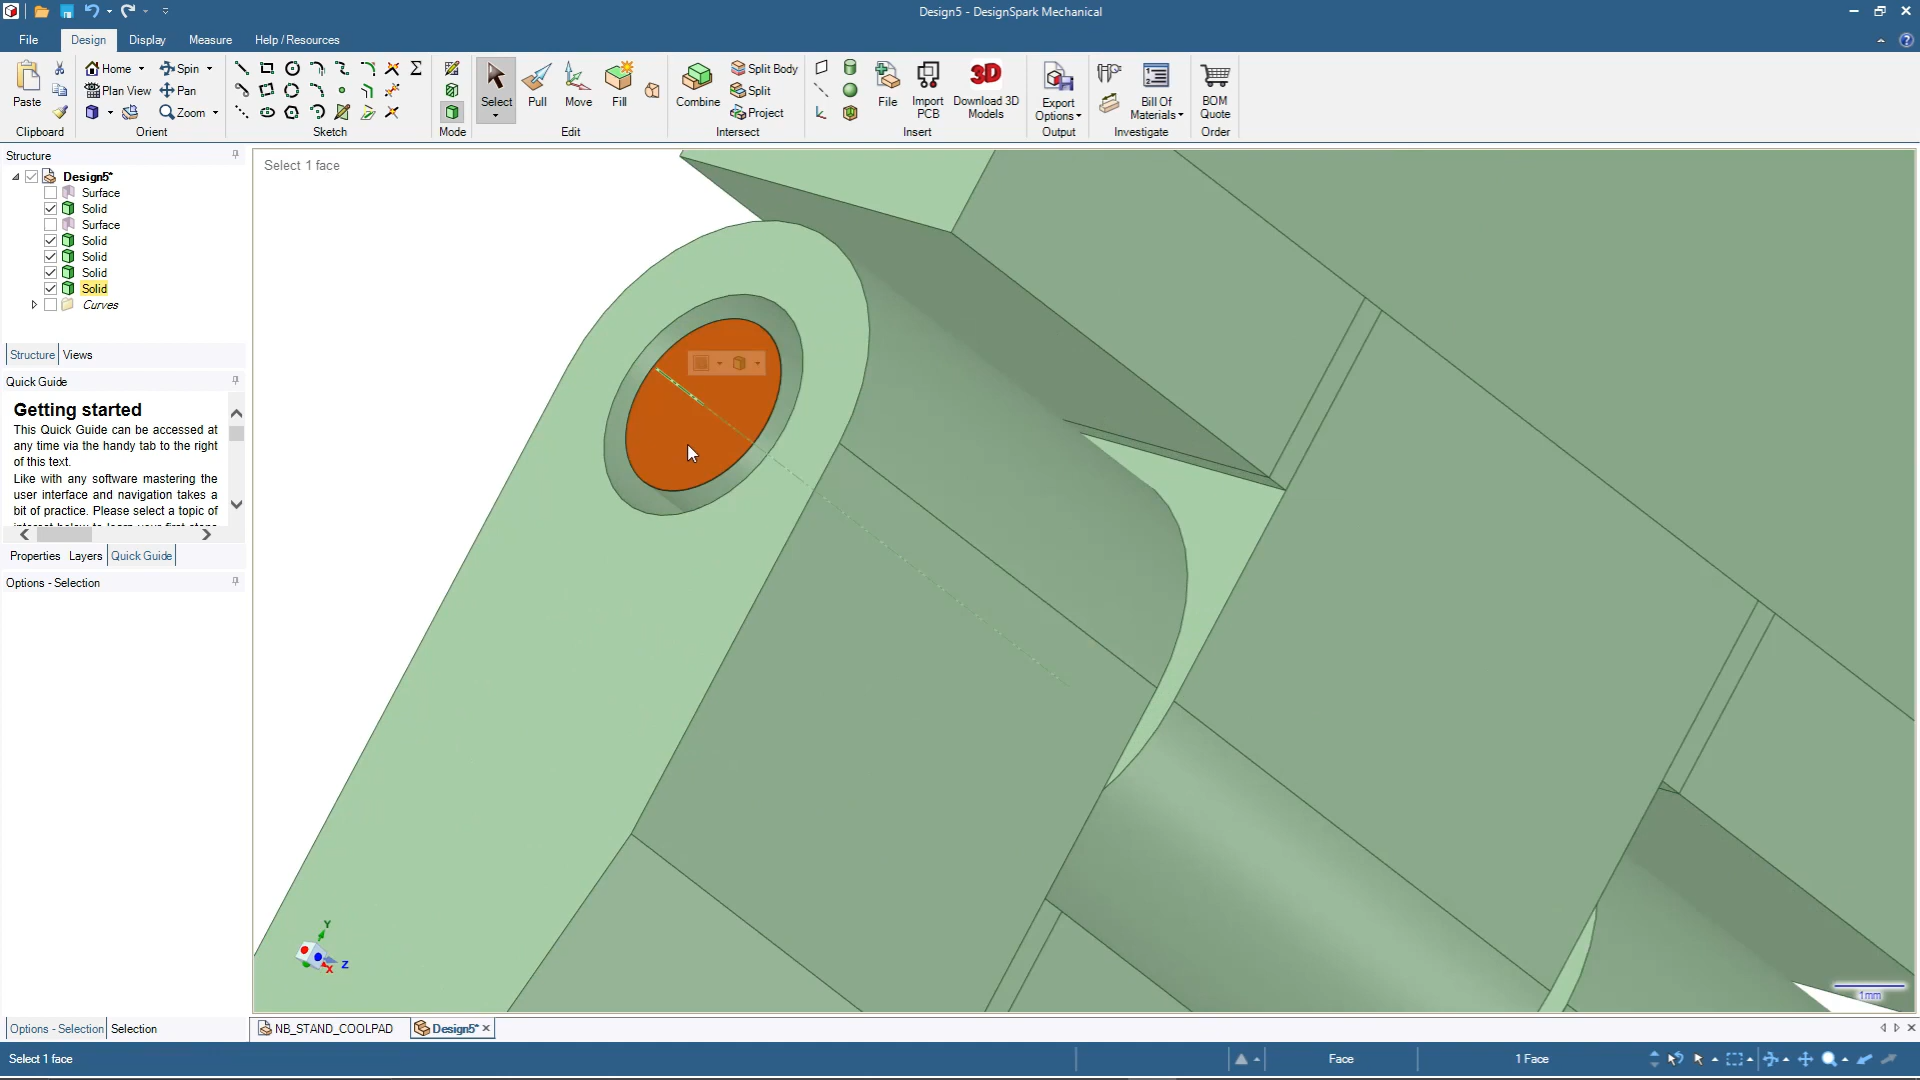 Design5 - DesignSpark Mechanical
File Design Display Measure Help / Resources
Paste
Clipboard
Home Spin
Plan View Pan
Zoom
Orient
Sketch
Mode
Select Pull Move Fill
Edit
Combine
Split Body
Split
Project
Intersect
File Import PCB Download 3D Models
Insert
Export Options
Output
Bill Of Materials
Investigate
BOM Quote
Order
Structure
Select 1 face
Design5*
Surface
Solid
Surface
Solid
Solid
Solid
Solid
Curves
Structure Views
Quick Guide
Getting started
This Quick Guide can be accessed at
any time via the handy tab to the right
of this text.
Like with any software mastering the
user interface and navigation takes a
bit of practice. Please select a topic of
Properties Layers Quick Guide
Options - Selection
Y
X
Z
1mm
Options - Selection Selection
NB_STAND_COOLPAD Design5*
Select 1 face Face 1 Face